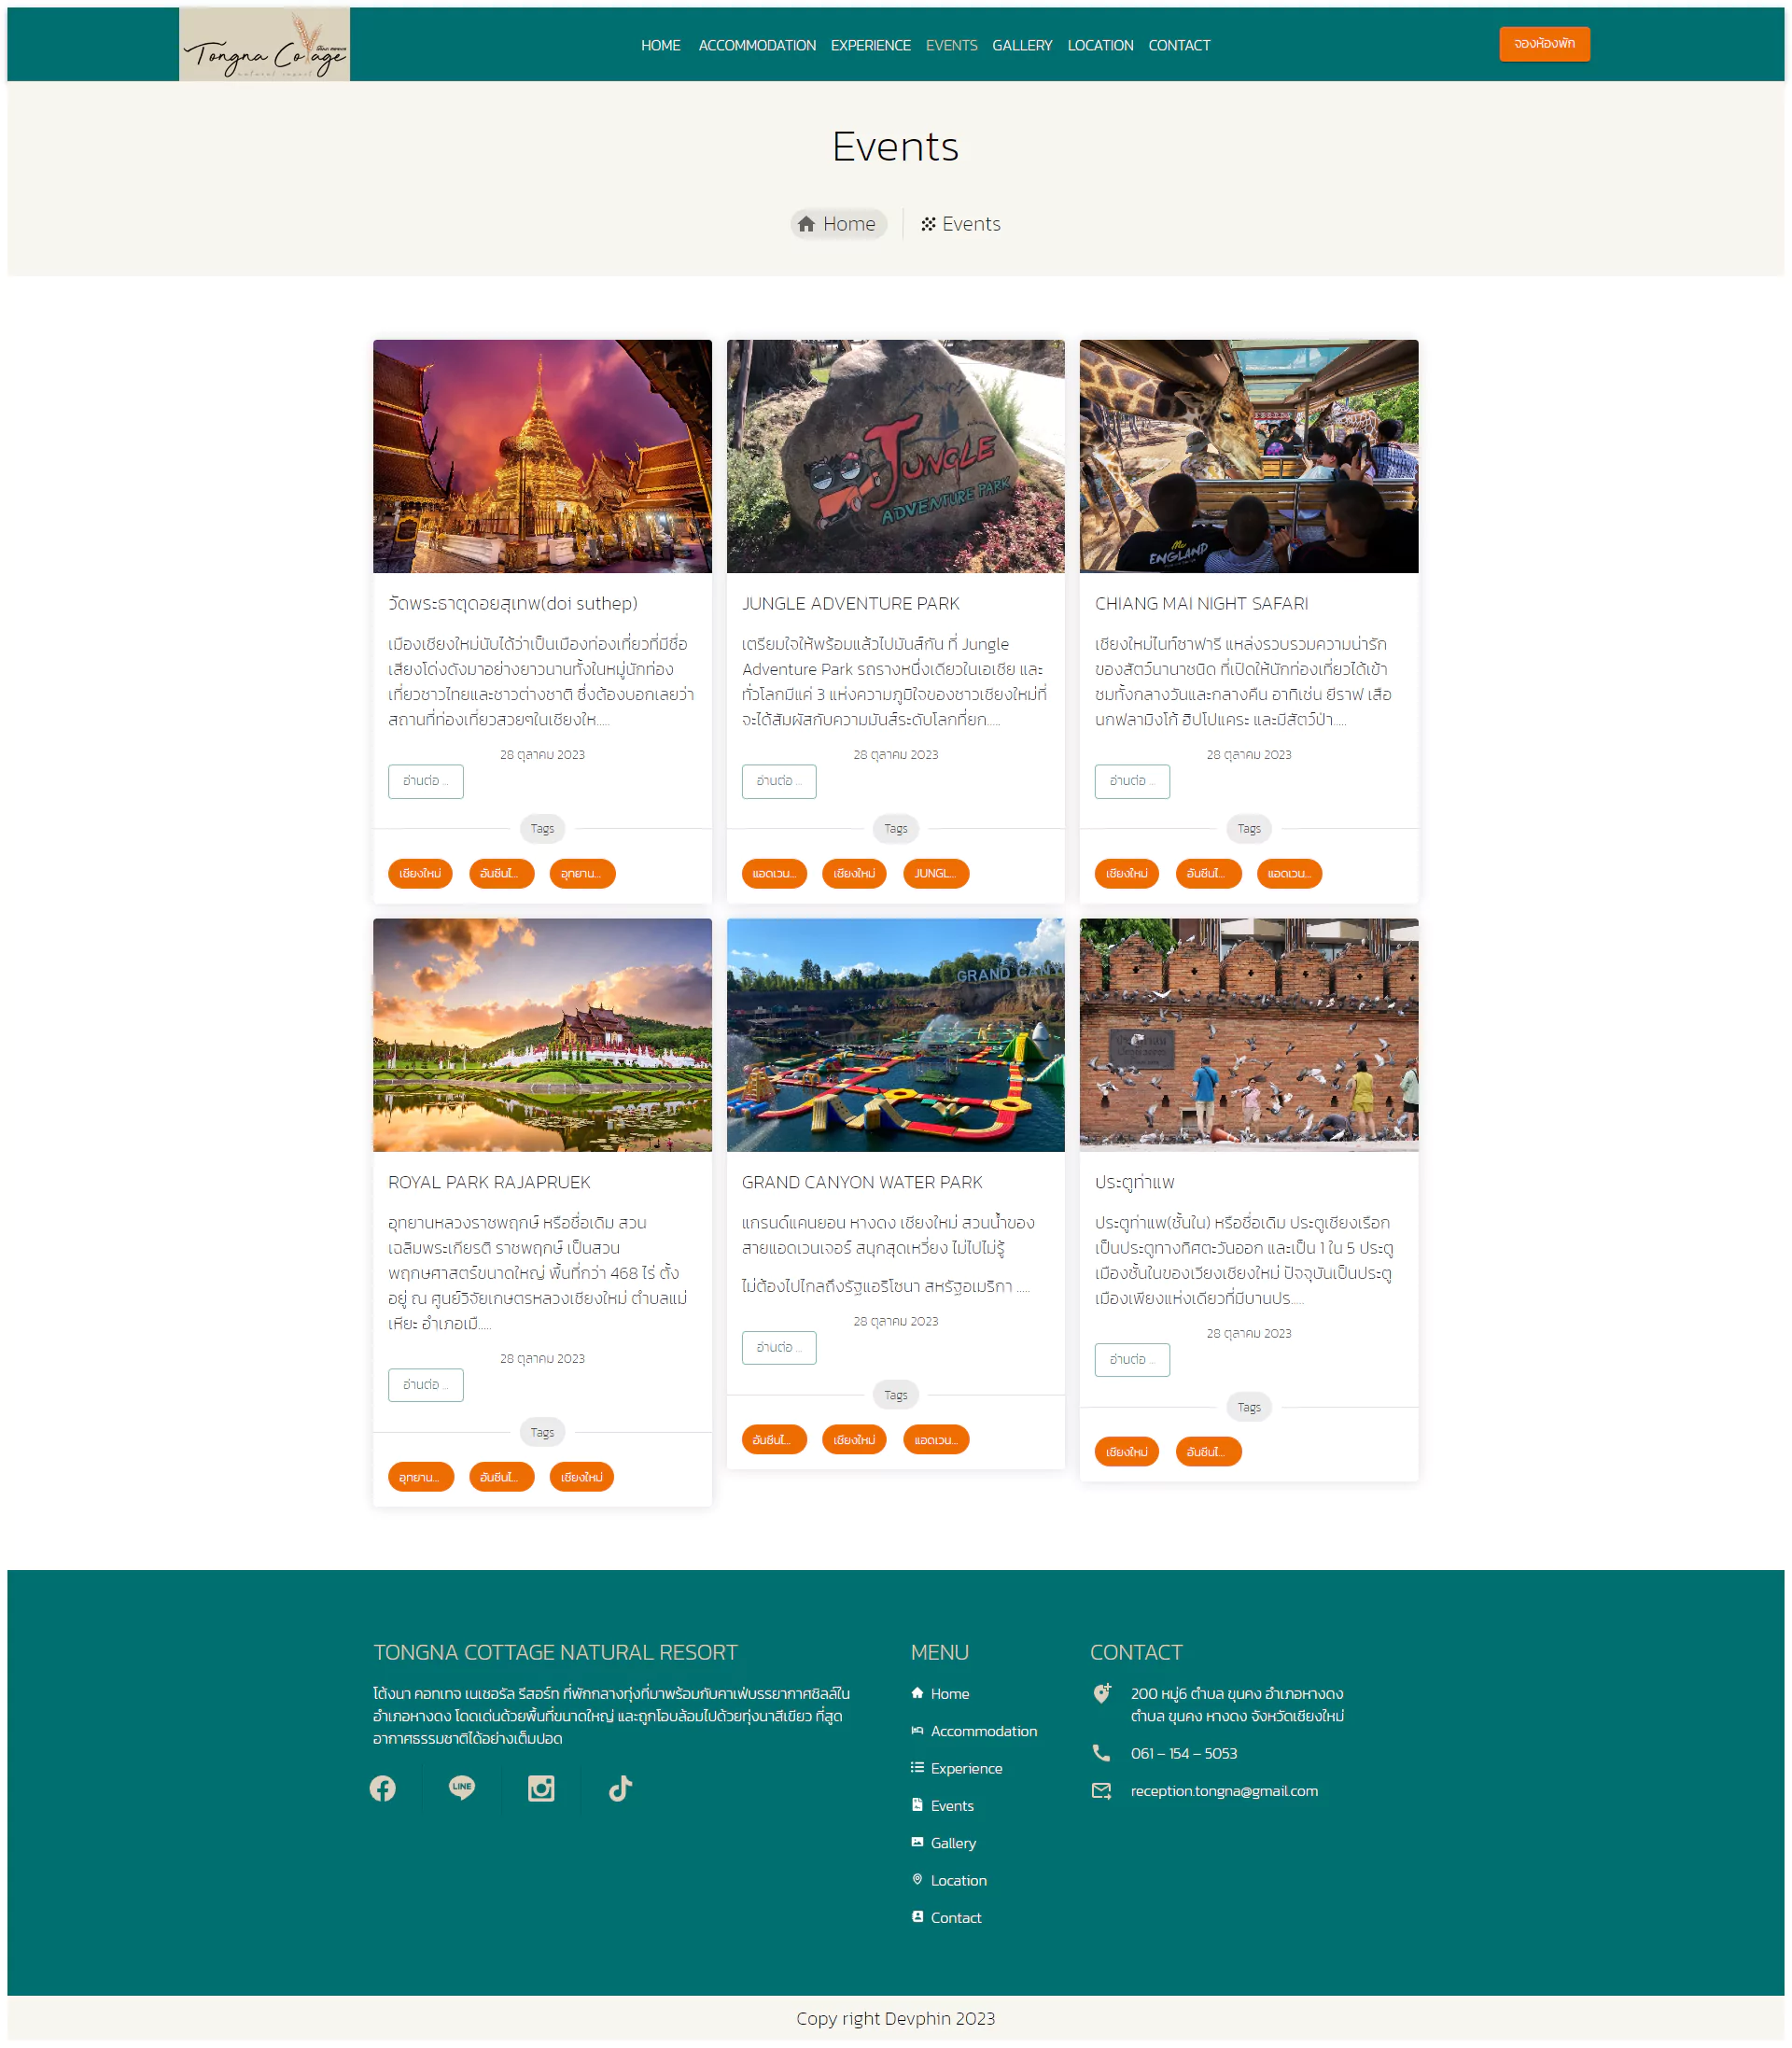 Tongna Cottage
natural resort
HOME ACCOMMODATION EXPERIENCE EVENTS GALLERY LOCATION CONTACT
จองห้องพัก
Events
Home
Events
JUNGLE
ADVENTURE PARK
ENGLAND
วัดพระธาตุดอยสุเทพ(doi suthep)
เมืองเชียงใหม่นับได้ว่าเป็นเมืองท่องเที่ยวที่มีชื่อ
เสียงโด่งดังมาอย่างยาวนานทั้งในหมู่นักท่อง
เที่ยวชาวไทยและชาวต่างชาติ ซึ่งต้องบอกเลยว่า
สถานที่ท่องเที่ยวสวยๆในเชียงให.....
28 ตุลาคม 2023
อ่านต่อ ...
Tags
เชียงใหม่ อันซีนไ... อุทยาน...
JUNGLE ADVENTURE PARK
เตรียมใจให้พร้อมแล้วไปมันส์กัน ที่ Jungle
Adventure Park รถรางหนึ่งเดียวในเอเชีย และ
ทั่วโลกมีแค่ 3 แห่งความภูมิใจของชาวเชียงใหม่ที่
จะได้สัมผัสกับความมันส์ระดับโลกที่ยก.....
28 ตุลาคม 2023
อ่านต่อ ...
Tags
แอดเวน... เชียงใหม่ JUNGL...
CHIANG MAI NIGHT SAFARI
เชียงใหม่ไนท์ซาฟารี แหล่งรวบรวมความน่ารัก
ของสัตว์นานาชนิด ที่เปิดให้นักท่องเที่ยวได้เข้า
ชมทั้งกลางวันและกลางคืน อาทิเช่น ยีราฟ เสือ
นกฟลามิงโก้ ฮิปโปแคระ และมีสัตว์ป่า.....
28 ตุลาคม 2023
อ่านต่อ ...
Tags
เชียงใหม่ อันซีนไ... แอดเวน...
GRAND CANY
ROYAL PARK RAJAPRUEK
อุทยานหลวงราชพฤกษ์ หรือชื่อเดิม สวน
เฉลิมพระเกียรติ ราชพฤกษ์ เป็นสวน
พฤกษศาสตร์ขนาดใหญ่ พื้นที่กว่า 468 ไร่ ตั้ง
อยู่ ณ ศูนย์วิจัยเกษตรหลวงเชียงใหม่ ตำบลแม่
เหียะ อำเภอเมื.....
28 ตุลาคม 2023
อ่านต่อ ...
Tags
อุทยาน... อันซีนไ... เชียงใหม่
GRAND CANYON WATER PARK
แกรนด์แคนยอน หางดง เชียงใหม่ สวนน้ำของ
สายแอดเวนเจอร์ สนุกสุดเหวี่ยง ไม่ไปไม่รู้
ไม่ต้องไปไกลถึงรัฐแอริโซนา สหรัฐอเมริกา .....
28 ตุลาคม 2023
อ่านต่อ ...
Tags
อันซีนไ... เชียงใหม่ แอดเวน...
ประตูท่าแพ
ประตูท่าแพ(ชั้นใน) หรือชื่อเดิม ประตูเชียงเรือก
เป็นประตูทางทิศตะวันออก และเป็น 1 ใน 5 ประตู
เมืองชั้นในของเวียงเชียงใหม่ ปัจจุบันเป็นประตู
เมืองเพียงแห่งเดียวที่มีบานปร.....
28 ตุลาคม 2023
อ่านต่อ ...
Tags
เชียงใหม่ อันซีนไ...
TONGNA COTTAGE NATURAL RESORT
โต้งนา คอทเทจ เนเชอรัล รีสอร์ท ที่พักกลางทุ่งที่มาพร้อมกับคาเฟ่บรรยากาศชิลล์ใน
อำเภอหางดง โดดเด่นด้วยพื้นที่ขนาดใหญ่ และถูกโอบล้อมไปด้วยทุ่งนาสีเขียว ที่สูด
อากาศธรรมชาติได้อย่างเต็มปอด
LINE
MENU
Home
Accommodation
Experience
Events
Gallery
Location
Contact
CONTACT
200 หมู่6 ตำบล ขุนคง อำเภอหางดง
ตำบล ขุนคง หางดง จังหวัดเชียงใหม่
061 – 154 – 5053
reception.tongna@gmail.com
Copy right Devphin 2023